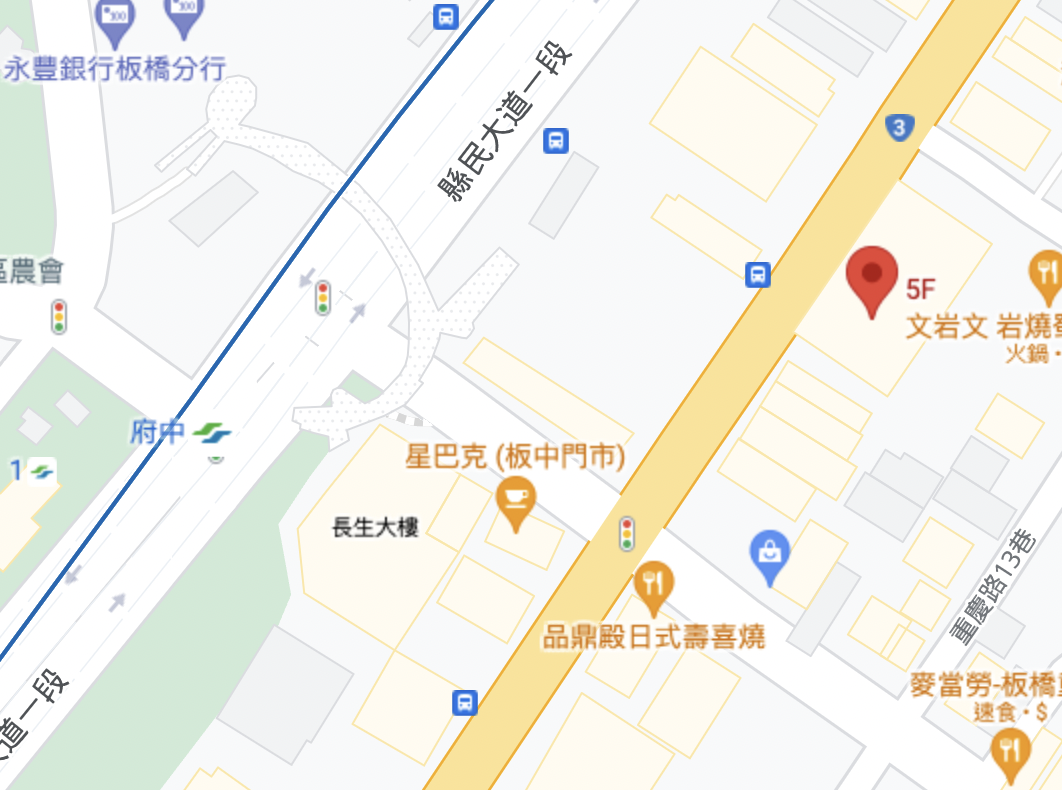 永豐銀行板橋分行
縣民大道一段
3
區農會
5F
文岩文 岩燒
火鍋・
府中
1
星巴克 (板中門市)
長生大樓
品鼎殿日式壽喜燒
重慶路13巷
麥當勞-板橋
速食・$
大道一段